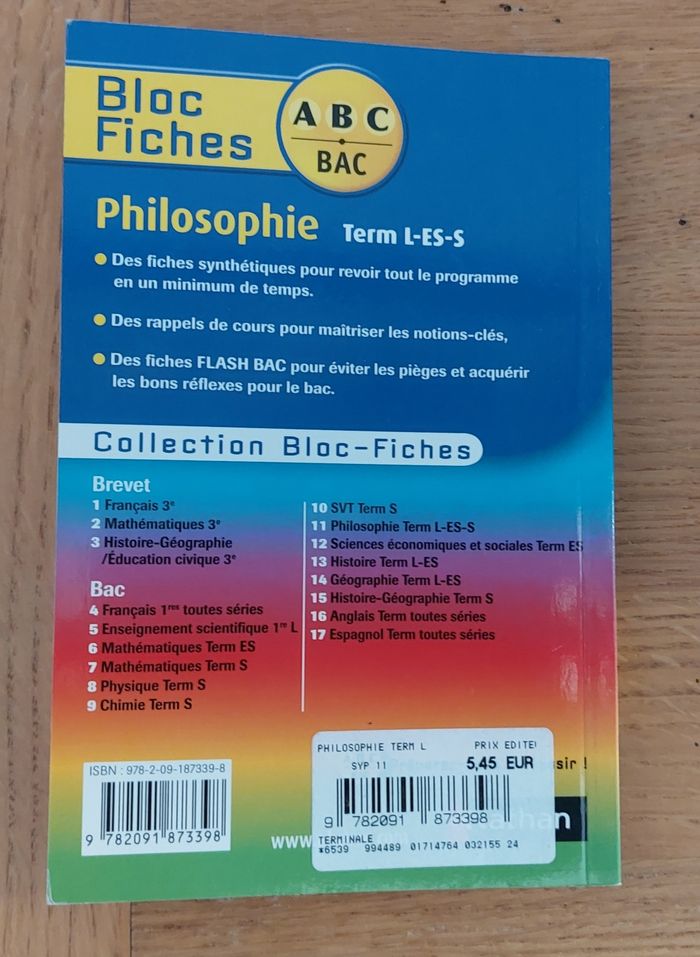 Bloc
Fiches
ABC
BAC
Philosophie Term L-ES-S
Des fiches synthétiques pour revoir tout le programme
en un minimum de temps.
Des rappels de cours pour maîtriser les notions-clés,
Des fiches FLASH BAC pour éviter les pièges et acquérir
les bons réflexes pour le bac.
Collection Bloc-Fiches
Brevet
1 Français 3e
2 Mathématiques 3e
3 Histoire-Géographie
/Éducation civique 3e
Bac
4 Français 1res toutes séries
5 Enseignement scientifique 1re L
6 Mathématiques Term ES
7 Mathématiques Term S
8 Physique Term S
9 Chimie Term S
10 SVT Term S
11 Philosophie Term L-ES-S
12 Sciences économiques et sociales Term ES
13 Histoire Term L-ES
14 Géographie Term L-ES
15 Histoire-Géographie Term S
16 Anglais Term toutes séries
17 Espagnol Term toutes séries
ISBN : 978-2-09-187339-8
9 782091 873398
PHILOSOPHIE TERM L PRIX EDITEI
SYP 11 5,45 EUR
9 782091 873398
TERMINALE
*6539 994489 01714764 032155 24
www